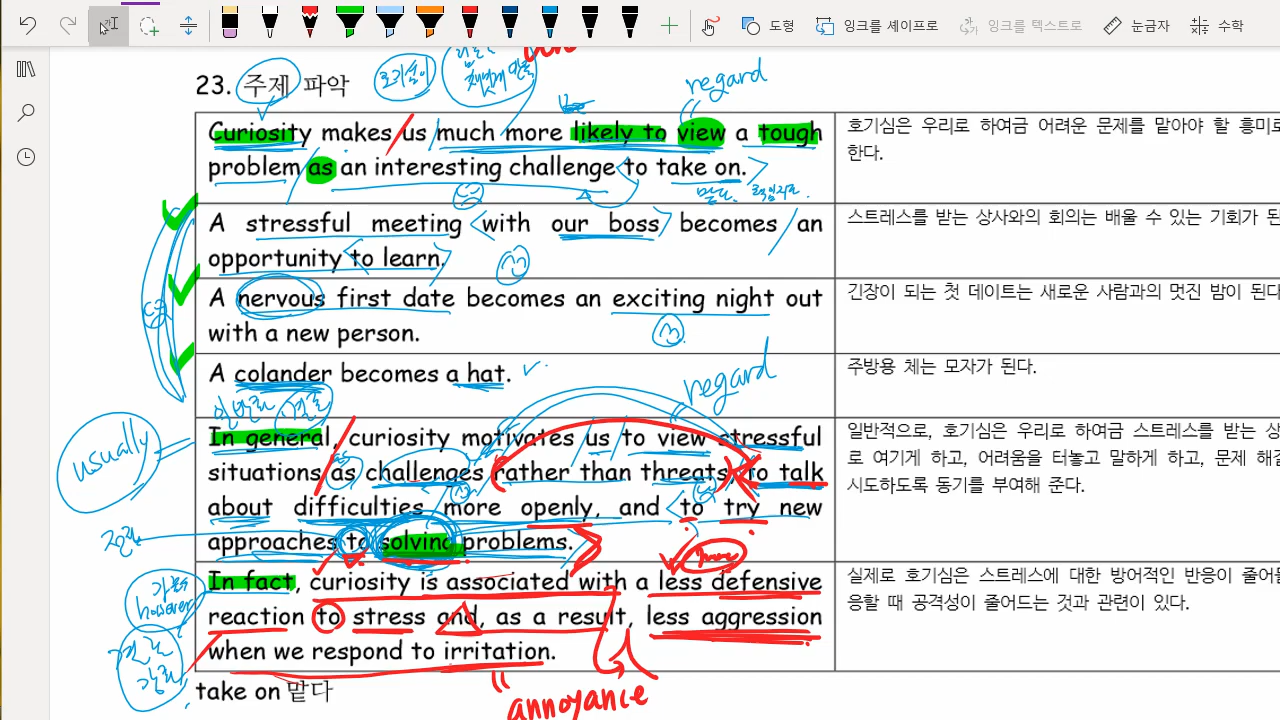 도형
잉크를 셰이프로
잉크를 텍스트로
눈금자
수학
23. 주제 파악
호기심이
regard
Curiosity makes us much more likely to view a tough
problem as an interesting challenge to take on.
호기심은 우리로 하여금 어려운 문제를 맡아야 할 흥미로
한다.
A stressful meeting with our boss becomes an
opportunity to learn.
스트레스를 받는 상사와의 회의는 배울 수 있는 기회가 된
A nervous first date becomes an exciting night out
with a new person.
긴장이 되는 첫 데이트는 새로운 사람과의 멋진 밤이 된다
A colander becomes a hat.
주방용 체는 모자가 된다.
regard
usually
In general, curiosity motivates us to view stressful
situations as challenges rather than threats, to talk
about difficulties more openly, and to try new
approaches to solving problems.
일반적으로, 호기심은 우리로 하여금 스트레스를 받는 상
로 여기게 하고, 어려움을 터놓고 말하게 하고, 문제 해결
시도하도록 동기를 부여해 준다.
In fact, curiosity is associated with a less defensive
reaction to stress and, as a result, less aggression
when we respond to irritation.
실제로 호기심은 스트레스에 대한 방어적인 반응이 줄어들
응할 때 공격성이 줄어드는 것과 관련이 있다.
however
annoyance
take on 맡다